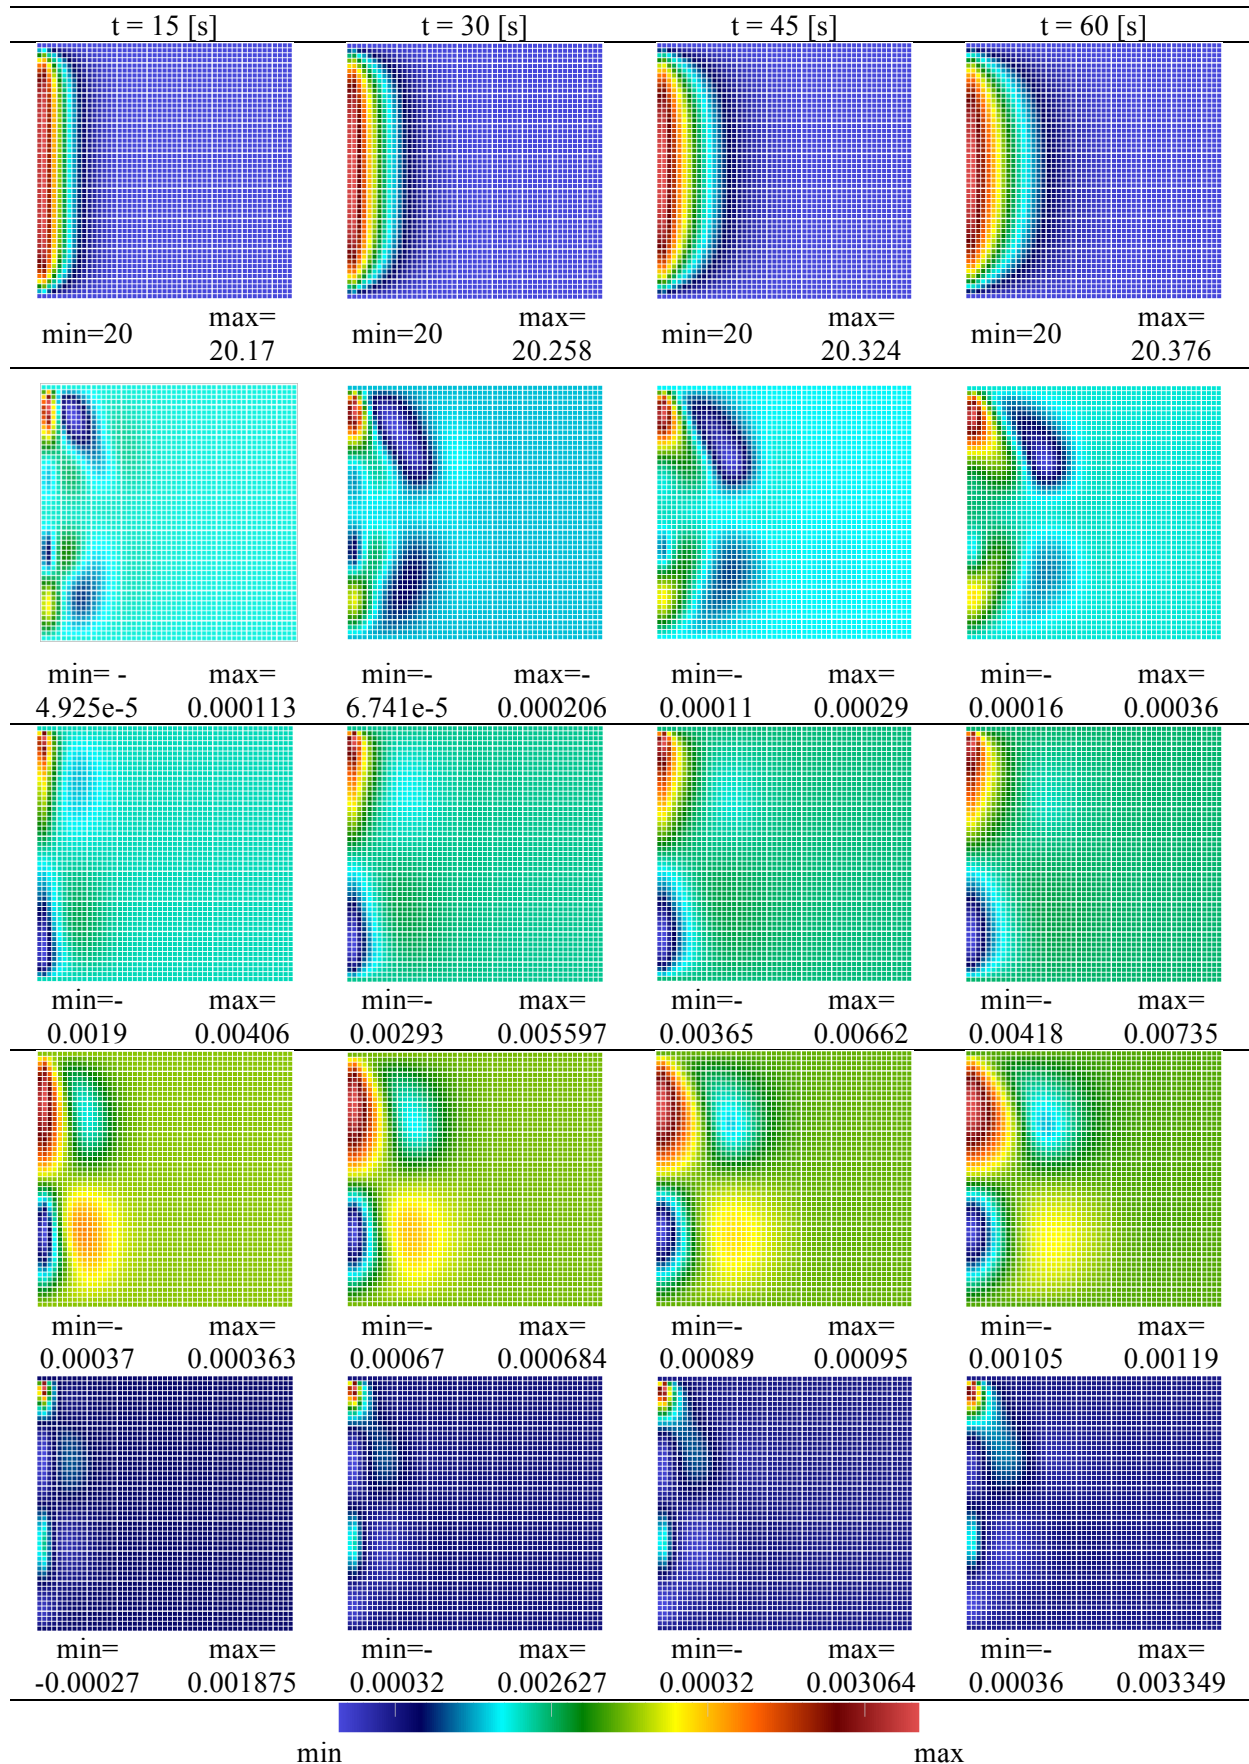 t = 15 [s] t = 30 [s] t = 45 [s] t = 60 [s]
min=20 max= min=20 max= min=20 max= min=20 max=
20.17 20.258 20.324 20.376
min= - max= min=- max=- min=- max= min=- max=
4.925e-5 0.000113 6.741e-5 0.000206 0.00011 0.00029 0.00016 0.00036
min=- max= min=- max= min=- max= min=- max=
0.0019 0.00406 0.00293 0.005597 0.00365 0.00662 0.00418 0.00735
min=- max= min=- max= min=- max= min=- max=
0.00037 0.000363 0.00067 0.000684 0.00089 0.00095 0.00105 0.00119
min= max= min=- max= min=- max= min=- max=
-0.00027 0.001875 0.00032 0.002627 0.00032 0.003064 0.00036 0.003349
min max